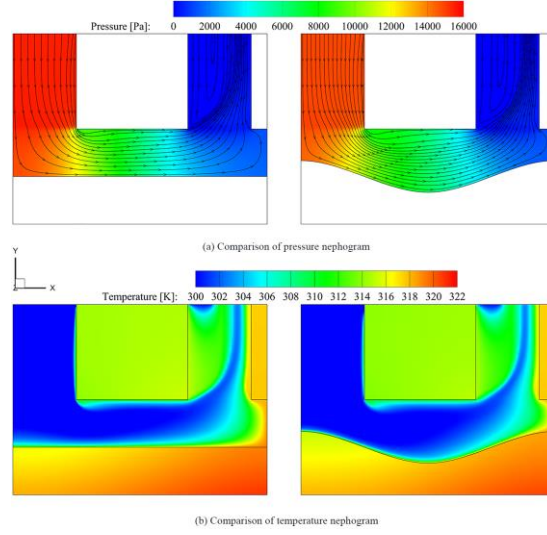 Pressure [Pa]: 0 2000 4000 6000 8000 10000 12000 14000 16000
(a) Comparison of pressure nephogram
Y
Z X
Temperature [K]: 300 302 304 306 308 310 312 314 316 318 320 322
(b) Comparison of temperature nephogram